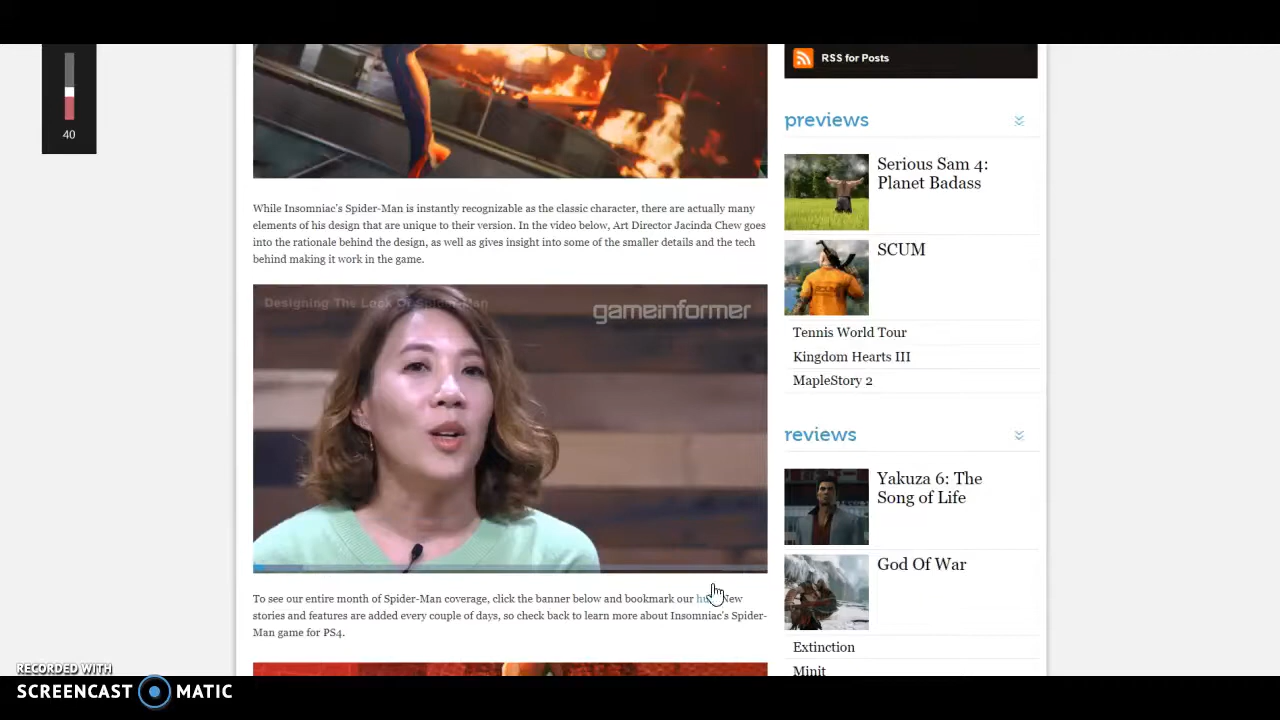 40
RSS for Posts
previews
Serious Sam 4:
Planet Badass
SCUM
Tennis World Tour
Kingdom Hearts III
MapleStory 2
reviews
Yakuza 6: The
Song of Life
God Of War
Extinction
Minit
While Insomniac's Spider-Man is instantly recognizable as the classic character, there are actually many
elements of his design that are unique to their version. In the video below, Art Director Jacinda Chew goes
into the rationale behind the design, as well as gives insight into some of the smaller details and the tech
behind making it work in the game.
Designing The Look Of Spider-Man
gameinformer
To see our entire month of Spider-Man coverage, click the banner below and bookmark our New
stories and features are added every couple of days, so check back to learn more about Insomniac's Spider-
Man game for PS4.
RECORDED WITH
SCREENCAST MATIC